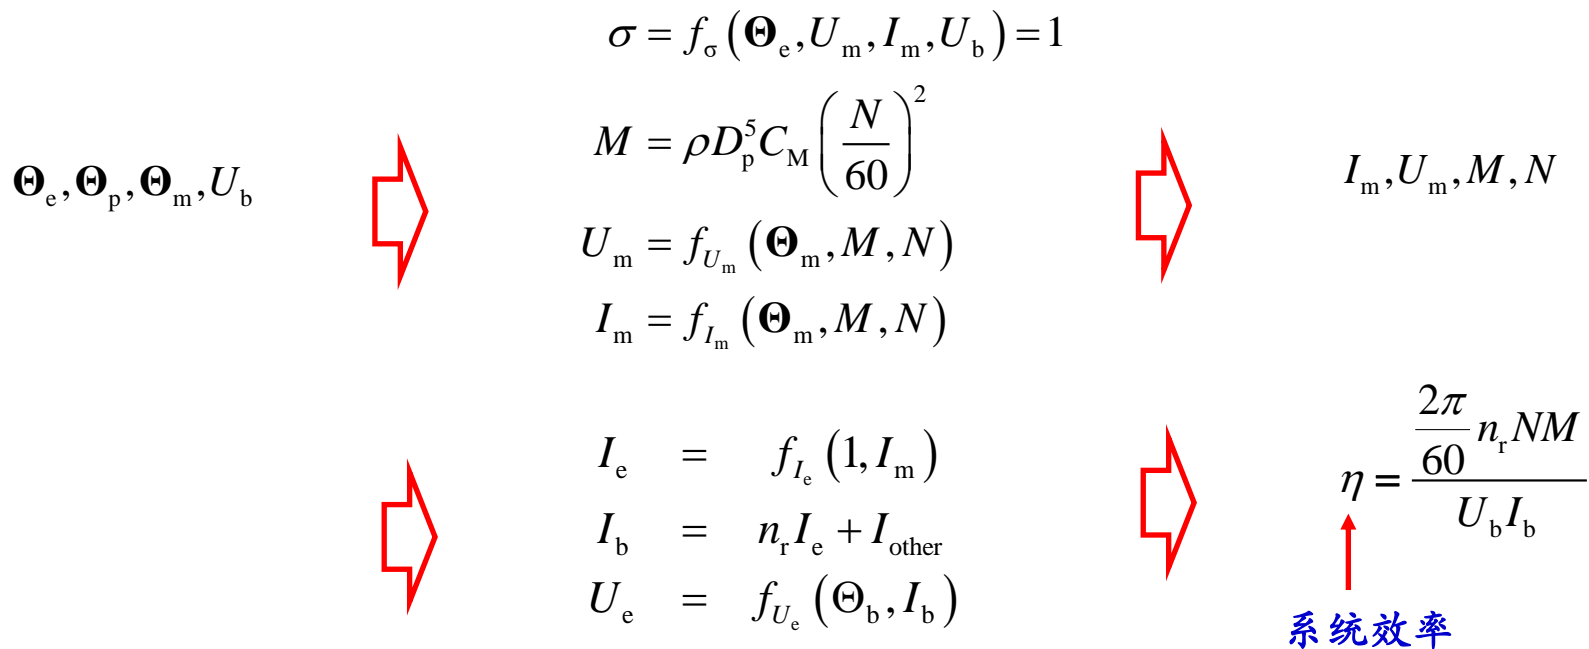 σ = f_σ (Θ_e, U_m, I_m, U_b) = 1
M = ρD_p^5 C_M (N/60)^2
Θ_e, Θ_p, Θ_m, U_b
I_m, U_m, M, N
U_m = f_{U_m} (Θ_m, M, N)
I_m = f_{I_m} (Θ_m, M, N)
I_e = f_{I_e} (1, I_m)
I_b = n_r I_e + I_other
U_e = f_{U_e} (Θ_b, I_b)
η = (2π/60 n_r NM)/(U_b I_b)
系统效率